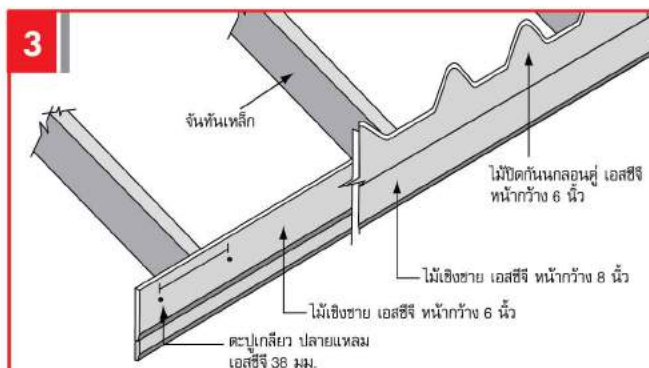 3
จันทันเหล็ก
ไม้ปิดกันนกลอนคู่ เอสซีจี
หน้ากว้าง 6 นิ้ว
ไม้เชิงชาย เอสซีจี หน้ากว้าง 8 นิ้ว
ไม้เชิงชาย เอสซีจี หน้ากว้าง 6 นิ้ว
ตะปูเกลียว ปลายแหลม
เอสซีจี 38 มม.